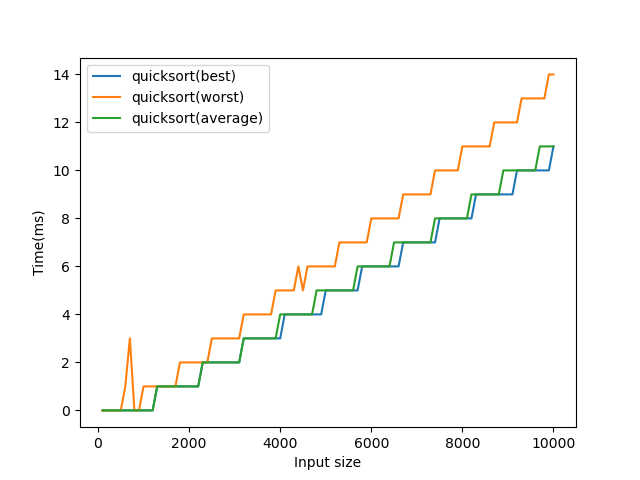 14
12
10
8
6
4
2
0
Time(ms)
quicksort(best)
quicksort(worst)
quicksort(average)
0 2000 4000 6000 8000 10000
Input size